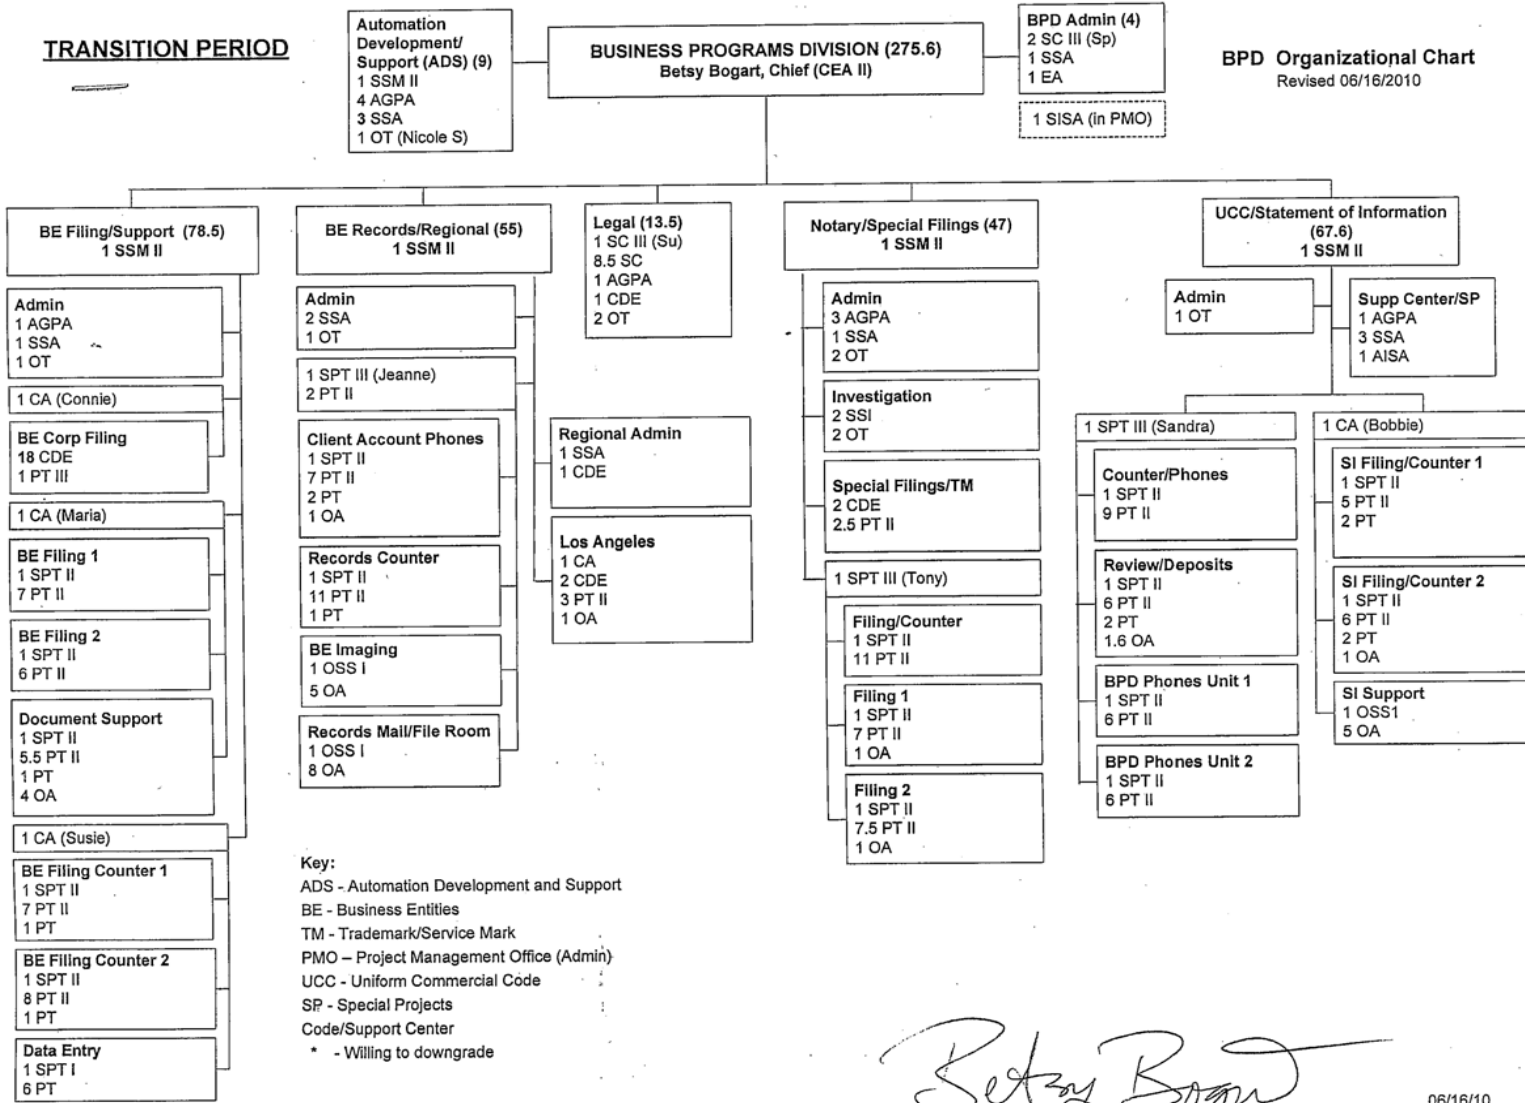 TRANSITION PERIOD
Automation
Development/
Support (ADS) (9)
1 SSM II
4 AGPA
3 SSA
1 OT (Nicole S)
BUSINESS PROGRAMS DIVISION (275.6)
Betsy Bogart, Chief (CEA II)
BPD Admin (4)
2 SC III (Sp)
1 SSA
1 EA
1 SISA (in PMO)
BPD Organizational Chart
Revised 06/16/2010
BE Filing/Support (78.5)
1 SSM II
Admin
1 AGPA
1 SSA
1 OT
1 CA (Connie)
BE Corp Filing
18 CDE
1 PT III
1 CA (Maria)
BE Filing 1
1 SPT II
7 PT II
BE Filing 2
1 SPT II
6 PT II
Document Support
1 SPT II
5.5 PT II
1 PT
4 OA
1 CA (Susie)
BE Filing Counter 1
1 SPT II
7 PT II
1 PT
BE Filing Counter 2
1 SPT II
8 PT II
1 PT
Data Entry
1 SPT I
6 PT
BE Records/Regional (55)
1 SSM II
Admin
2 SSA
1 OT
1 SPT III (Jeanne)
2 PT II
Client Account Phones
1 SPT II
7 PT II
2 PT
1 OA
Records Counter
1 SPT II
11 PT II
1 PT
BE Imaging
1 OSS I
5 OA
Records Mail/File Room
1 OSS I
8 OA
Regional Admin
1 SSA
1 CDE
Los Angeles
1 CA
2 CDE
3 PT II
1 OA
Legal (13.5)
1 SC III (Su)
8.5 SC
1 AGPA
1 CDE
2 OT
Notary/Special Filings (47)
1 SSM II
Admin
3 AGPA
1 SSA
2 OT
Investigation
2 SSI
2 OT
Special Filings/TM
2 CDE
2.5 PT II
1 SPT III (Tony)
Filing/Counter
1 SPT II
11 PT II
Filing 1
1 SPT II
7 PT II
1 OA
Filing 2
1 SPT II
7.5 PT II
1 OA
UCC/Statement of Information
(67.6)
1 SSM II
Admin
1 OT
Supp Center/SP
1 AGPA
3 SSA
1 AISA
1 SPT III (Sandra)
Counter/Phones
1 SPT II
9 PT II
Review/Deposits
1 SPT II
6 PT II
2 PT
1.6 OA
BPD Phones Unit 1
1 SPT II
6 PT II
BPD Phones Unit 2
1 SPT II
6 PT II
1 CA (Bobbie)
SI Filing/Counter 1
1 SPT II
5 PT II
2 PT
SI Filing/Counter 2
1 SPT II
6 PT II
2 PT
1 OA
SI Support
1 OSS1
5 OA
Key:
ADS - Automation Development and Support
BE - Business Entities
TM - Trademark/Service Mark
PMO – Project Management Office (Admin)
UCC - Uniform Commercial Code
SP - Special Projects
Code/Support Center
* - Willing to downgrade
Betsy Bogart
06/16/10